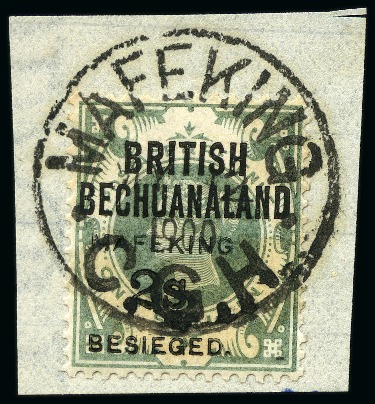 MAFEKING
BRITISH
BECHUANALAND
1900
MAFEKING
C.G.H.
2s
BESIEGED.